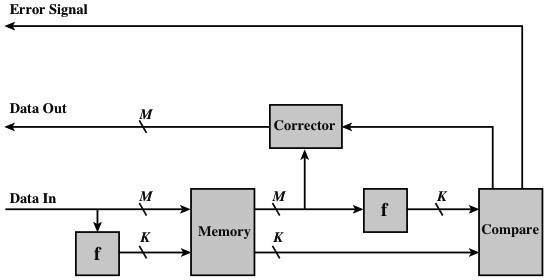 Error Signal
Data Out
M
Corrector
Data In
M
M
K
f
Memory
f
K
K
Compare